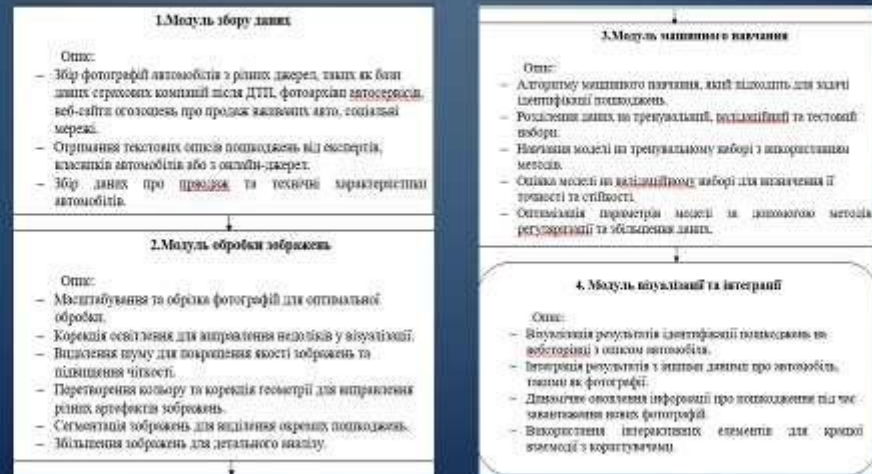 1.Модуль збору даних
Опис:
– Збір фотографій автомобілів з різних джерел, таких як бази
даних страхових компаній після ДТП, фотоархіви автосервісів,
веб-сайти оголошень про продаж вживаних авто, соціальні
мережі.
– Отримання текстових описів пошкоджень від експертів,
власників автомобілів або з онлайн-джерел.
– Збір даних про продаж та технічні характеристики
автомобілів.
2.Модуль обробки зображень
Опис:
– Масштабування та обрізка фотографій для оптимальної
обробки.
– Корекція освітлення для виправлення недоліків у візуалізації.
– Видалення шуму для покращення якості зображень та
підвищення чіткості.
– Перетворення кольору та корекція геометрії для виправлення
різних артефактів зображень.
– Сегментація зображень для виділення окремих пошкоджень.
– Збільшення зображень для детального аналізу.
3.Модуль машинного навчання
Опис:
– Алгоритму машинного навчання, який підходить для задачі
ідентифікації пошкоджень.
– Розділення даних на тренувальний, валідаційний та тестовий
набори.
– Навчання моделі на тренувальному наборі з використанням
методів.
– Оцінка моделі на валідаційному наборі для визначення її
точності та стійкості.
– Оптимізація параметрів моделі за допомогою методів
регуляризації та збільшення даних.
4. Модуль візуалізації та інтеграції
Опис:
– Візуалізація результатів ідентифікації пошкоджень на
вебсторінці з описом автомобіля.
– Інтеграція результатів з іншими даними про автомобіль,
такими як фотографії.
– Динамічне оновлення інформації про пошкодження під час
завантаження нових фотографій.
– Використання інтерактивних елементів для кращої
взаємодії з користувачами.